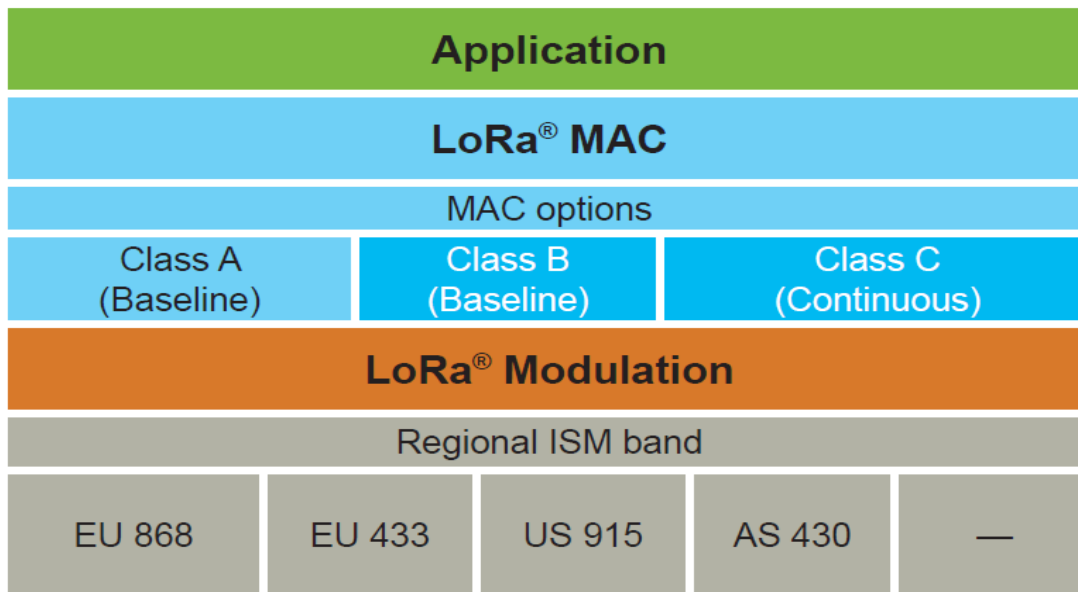 Application
LoRa® MAC
MAC options
Class A
(Baseline)
Class B
(Baseline)
Class C
(Continuous)
LoRa® Modulation
Regional ISM band
EU 868
EU 433
US 915
AS 430
—